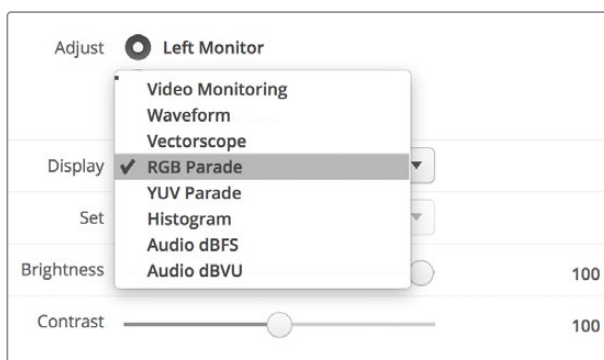 Adjust Left Monitor
Video Monitoring
Waveform
Vectorscope
Display ✔ RGB Parade
YUV Parade
Set Histogram
Audio dBFS
Brightness Audio dBVU 100
Contrast 100